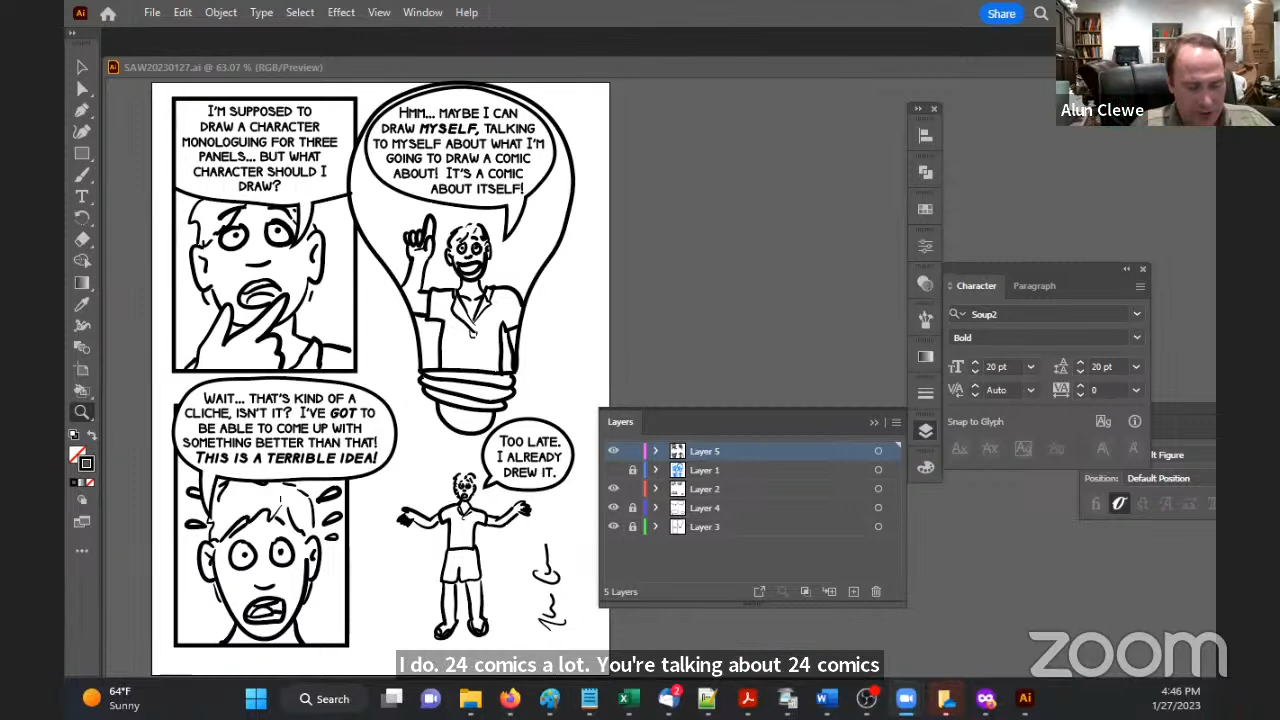 File Edit Object Type Select Effect View Window Help
Share
SAW20230127.ai @ 63.07 % (RGB/Preview)
Alun Clewe
I'M SUPPOSED TO
DRAW A CHARACTER
MONOLOGUING FOR THREE
PANELS... BUT WHAT
CHARACTER SHOULD I
DRAW?
HMM... MAYBE I CAN
DRAW MYSELF, TALKING
TO MYSELF ABOUT WHAT I'M
GOING TO DRAW A COMIC
ABOUT! IT'S A COMIC
ABOUT ITSELF!
WAIT... THAT'S KIND OF A
CLICHE, ISN'T IT? I'VE GOT TO
BE ABLE TO COME UP WITH
SOMETHING BETTER THAN THAT!
THIS IS A TERRIBLE IDEA!
TOO LATE.
I ALREADY
DREW IT.
Character Paragraph
Soup2
Bold
20 pt 20 pt
Auto 0
Snap to Glyph
Default Figure
Position: Default Position
Layers
Layer 5
Layer 1
Layer 2
Layer 4
Layer 3
5 Layers
I do. 24 comics a lot. You're talking about 24 comics
zoom
64°F
Sunny
Search
2
4:46 PM
1/27/2023